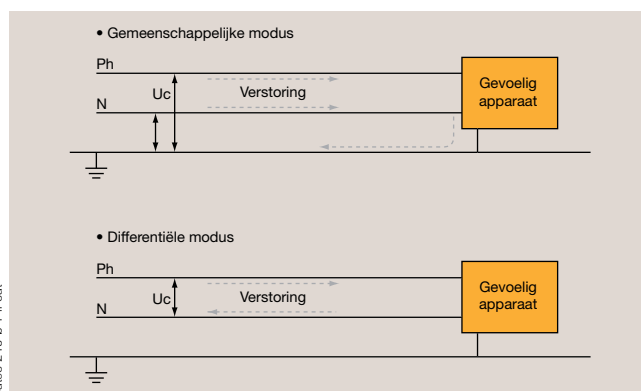 • Gemeenschappelijke modus
Ph
Uc
Verstoring
N
Gevoelig
apparaat
• Differentiële modus
Ph
Uc
Verstoring
N
Gevoelig
apparaat